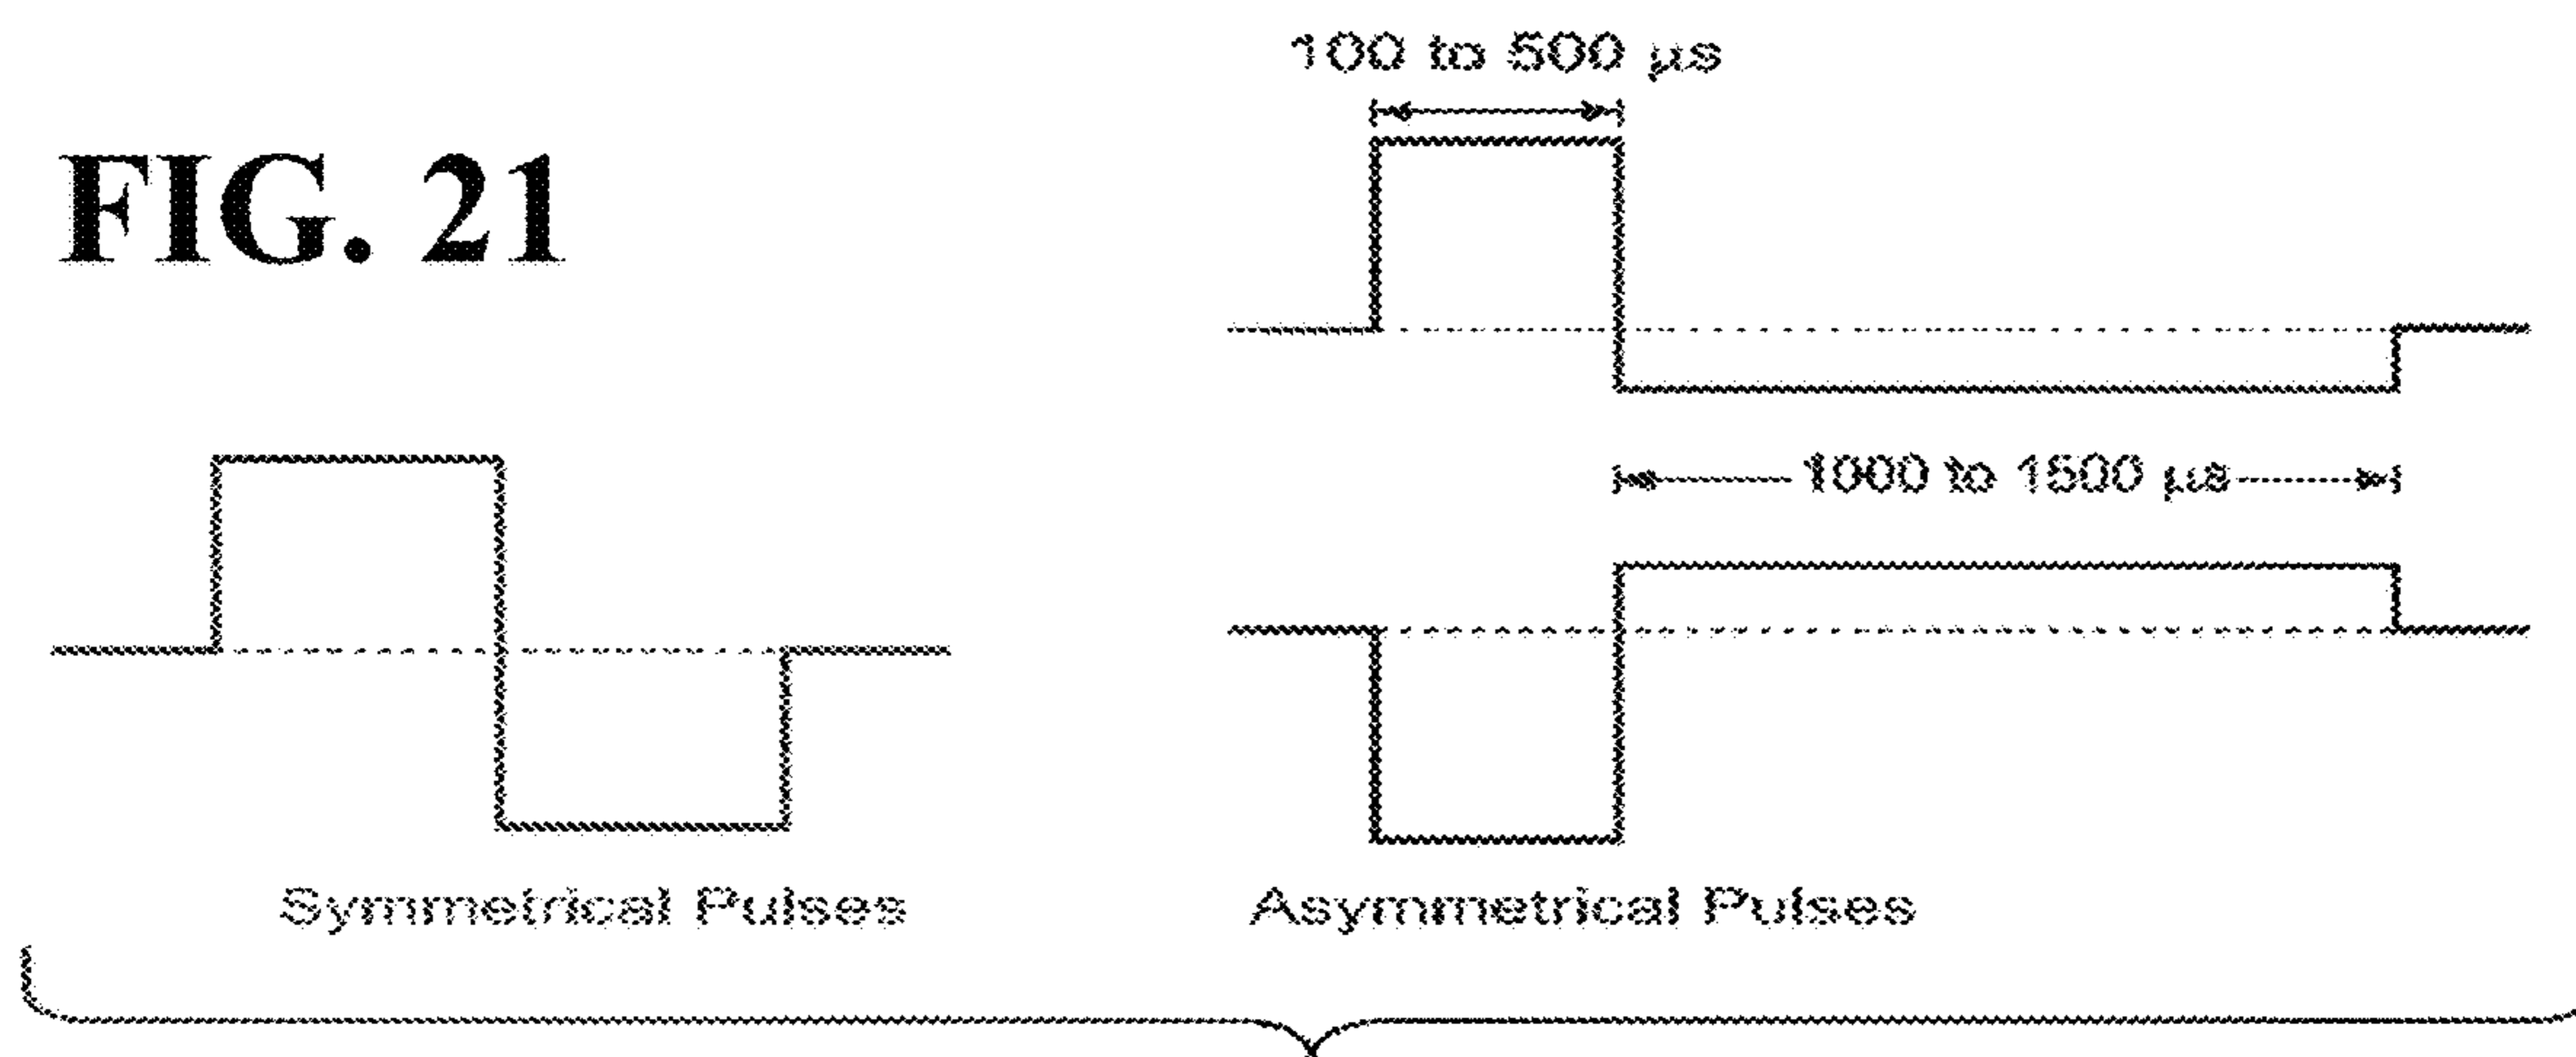 100 to 500 µs
FIG. 21
1000 to 1500 µs
Symmetrical Pulses
Asymmetrical Pulses